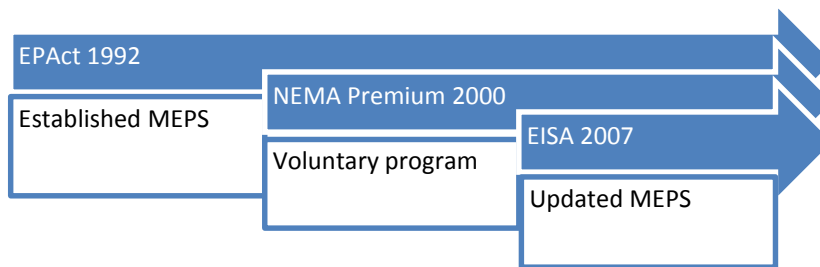 EPAct 1992
Established MEPS
NEMA Premium 2000
Voluntary program
EISA 2007
Updated MEPS